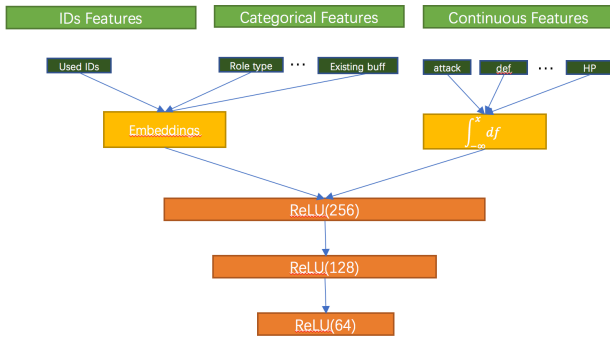 IDs Features
Categorical Features
Continuous Features
Used IDs
Role type
...
Existing buff
attack
def
...
HP
Embeddings
∫_{-∞}^{x} df
ReLU(256)
ReLU(128)
ReLU(64)